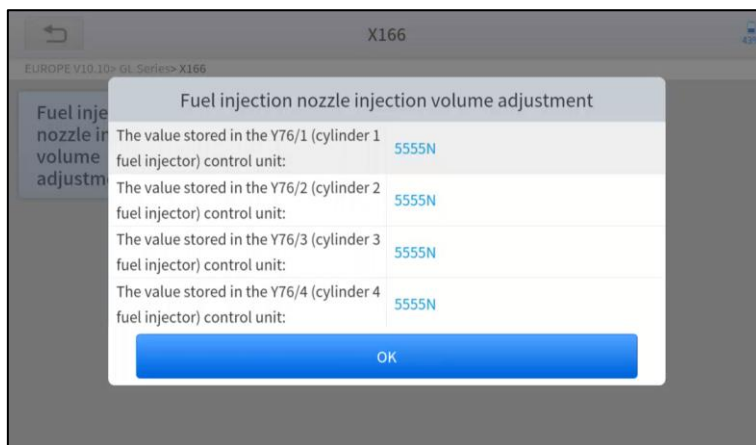 X166
43%
EUROPE V10.10> GL Series> X166
Fuel inje
nozzle in
volume
adjustm
Fuel injection nozzle injection volume adjustment
The value stored in the Y76/1 (cylinder 1
fuel injector) control unit:
5555N
The value stored in the Y76/2 (cylinder 2
fuel injector) control unit:
5555N
The value stored in the Y76/3 (cylinder 3
fuel injector) control unit:
5555N
The value stored in the Y76/4 (cylinder 4
fuel injector) control unit:
5555N
OK